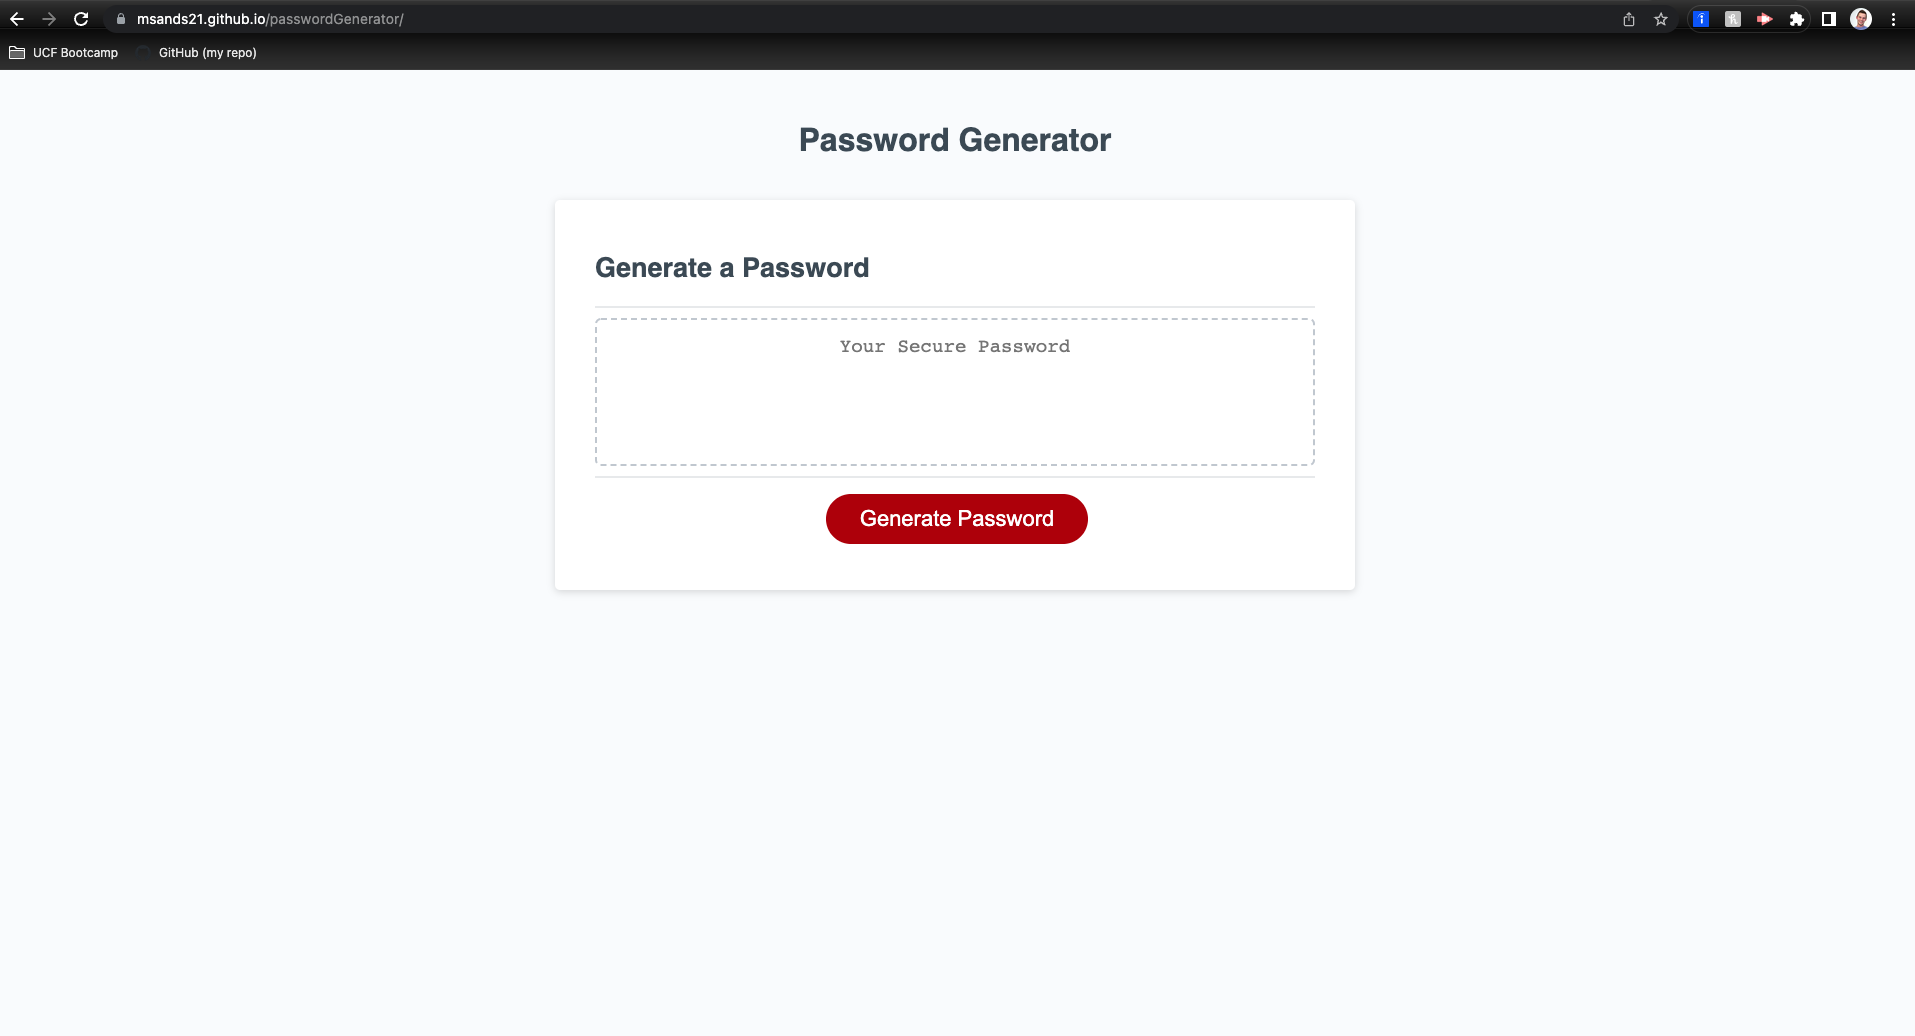 msands21.github.io/passwordGenerator/
UCF Bootcamp
GitHub (my repo)
Password Generator
Generate a Password
Your Secure Password
Generate Password